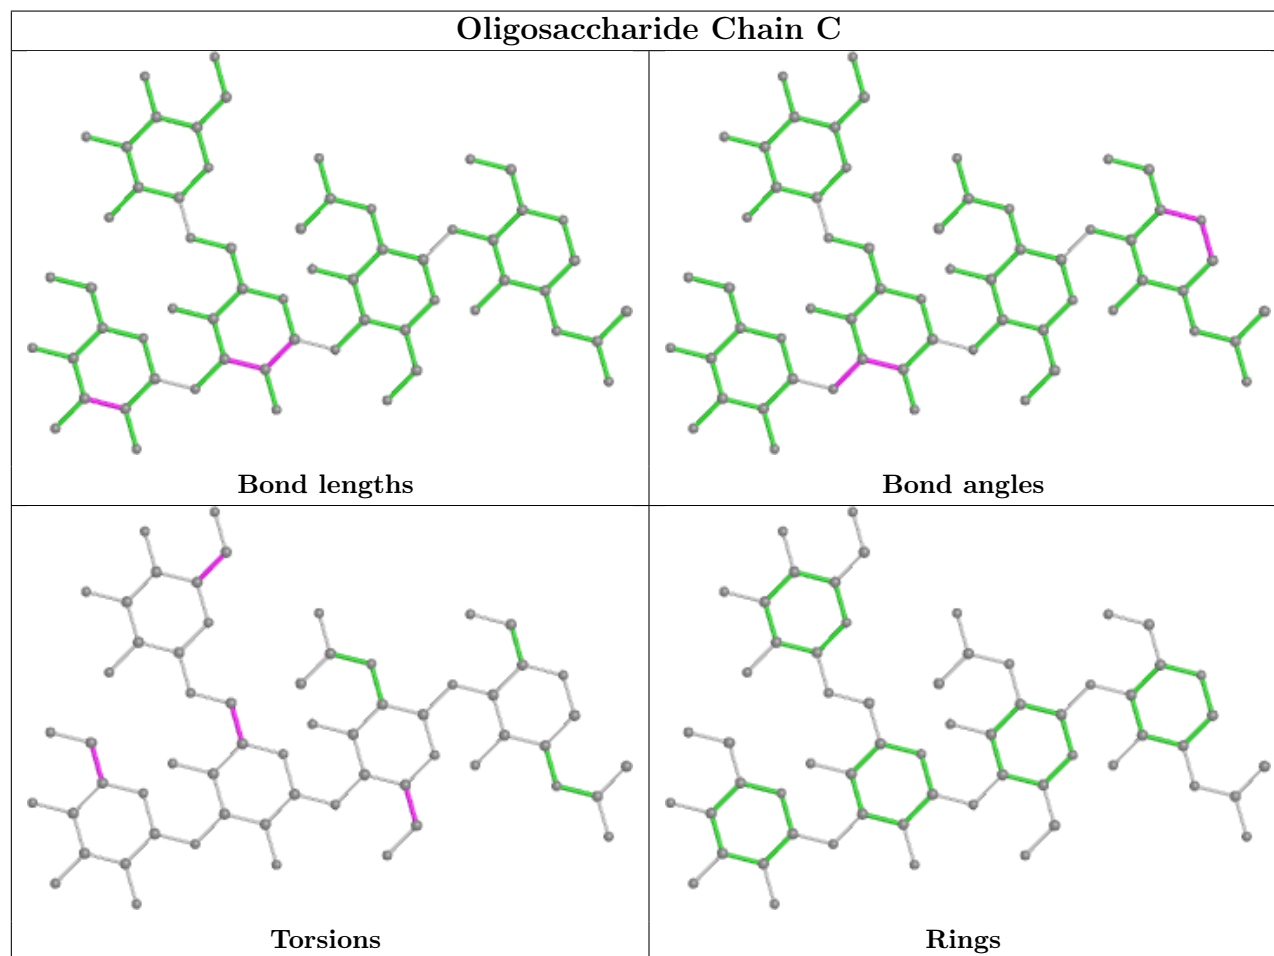 Oligosaccharide Chain C
Bond lengths
Bond angles
Torsions
Rings